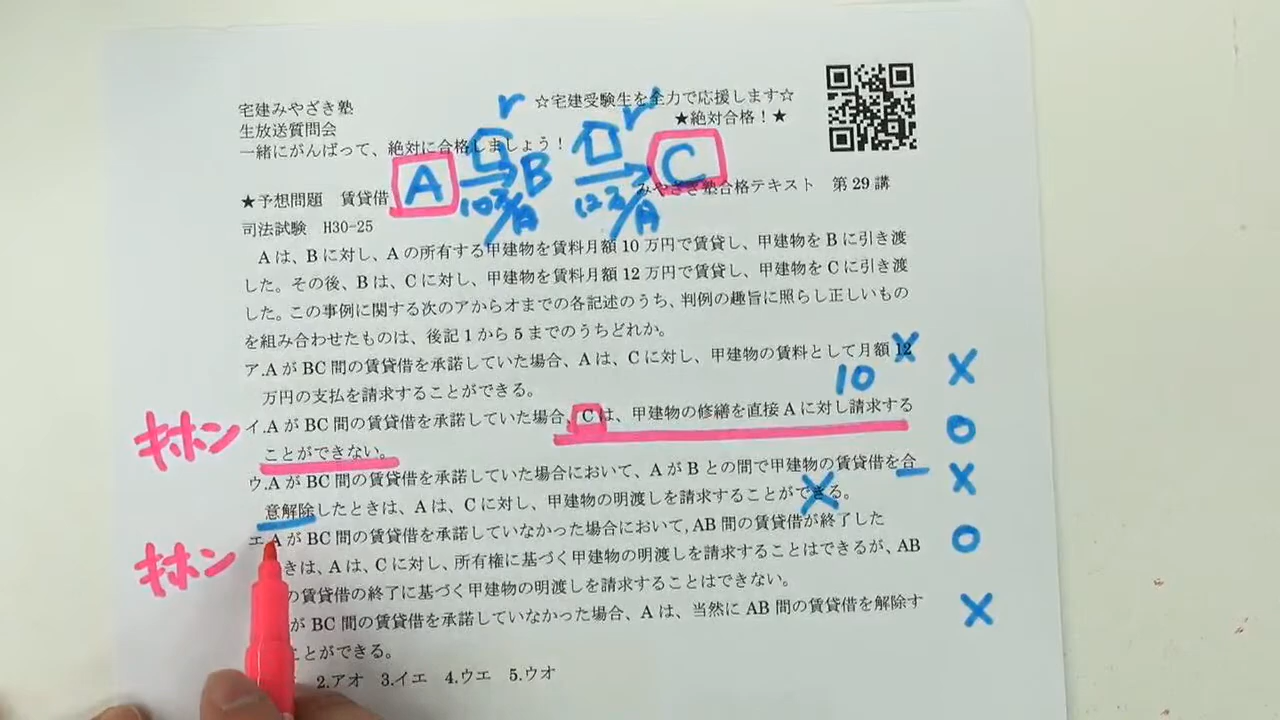 宅建みやざき塾 r ☆宅建受験生を全力で応援します☆
生放送質問会 r' ★絶対合格！★
一緒にがんばって、絶対に合格しましょう！
A B C
★予想問題 賃貸借 10万/月 12万/月 みやざき塾合格テキスト 第29講
司法試験 H30-25
Aは、Bに対し、Aの所有する甲建物を賃料月額10万円で賃貸し、甲建物をBに引き渡
した。その後、Bは、Cに対し、甲建物を賃料月額12万円で賃貸し、甲建物をCに引き渡
した。この事例に関する次のアからオまでの各記述のうち、判例の趣旨に照らし正しいもの
を組み合わせたものは、後記1から5までのうちどれか。
ア.AがBC間の賃貸借を承諾していた場合、Aは、Cに対し、甲建物の賃料として月額12 ×
万円の支払を請求することができる。 10
キホン イ.AがBC間の賃貸借を承諾していた場合、Cは、甲建物の修繕を直接Aに対し請求する ○
ことができない。
ウ.AがBC間の賃貸借を承諾していた場合において、AがBとの間で甲建物の賃貸借を合 ×
意解除したときは、Aは、Cに対し、甲建物の明渡しを請求することができる。
キホン エ.AがBC間の賃貸借を承諾していなかった場合において,AB間の賃貸借が終了した ○
きは、Aは、Cに対し、所有権に基づく甲建物の明渡しを請求することはできるが、AB
の賃貸借の終了に基づく甲建物の明渡しを請求することはできない。
が BC間の賃貸借を承諾していなかった場合、Aは、当然にAB間の賃貸借を解除す ×
ことができる。
2.アオ 3.イエ 4.ウエ 5.ウオ